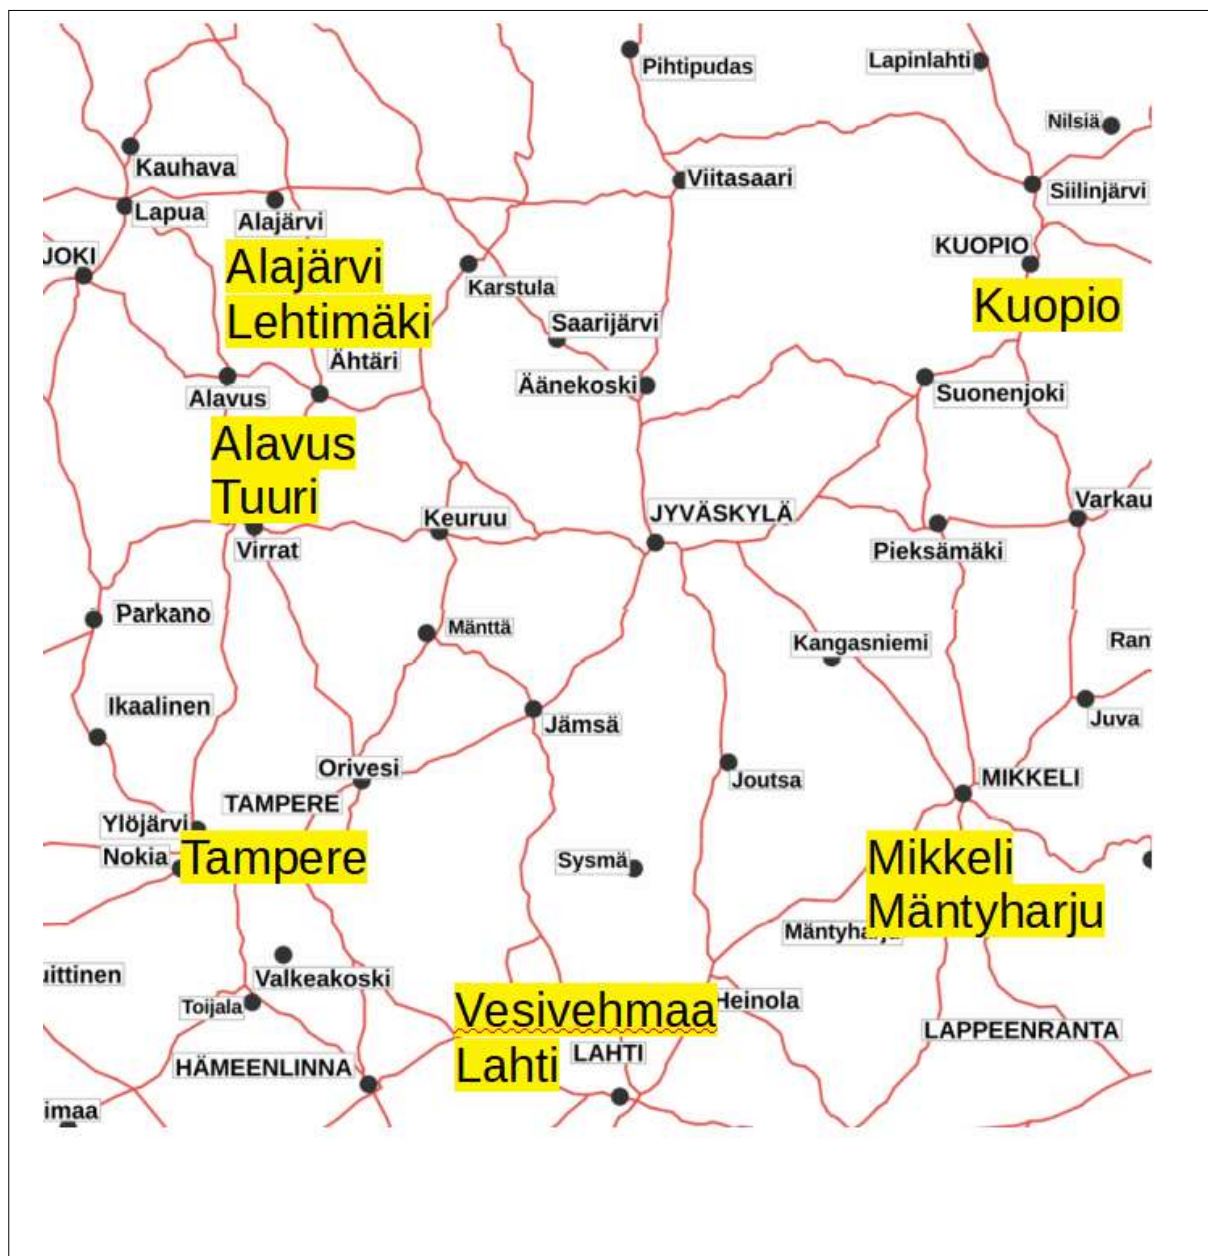 Pihtipudas
Lapinlahti
Nilsiä
Kauhava
Viitasaari
Siilinjärvi
Lapua
Alajärvi
JOKI
KUOPIO
Alajärvi
Lehtimäki
Karstula
Kuopio
Saarijärvi
Ähtäri
Äänekoski
Alavus
Suonenjoki
Alavus
Tuuri
Varkau
Keuruu
JYVÄSKYLÄ
Virrat
Pieksämäki
Parkano
Mänttä
Kangasniemi
Ran
Ikaalinen
Jämsä
Juva
Orivesi
Joutsa
MIKKELI
TAMPERE
Ylöjärvi
Nokia
Tampere
Sysmä
Mikkeli
Mäntyharju
Mäntyharju
uittinen
Valkeakoski
Toijala
Vesivehmaa
Heinola
Lahti
LAHTI
LAPPEENRANTA
HÄMEENLINNA
imaa